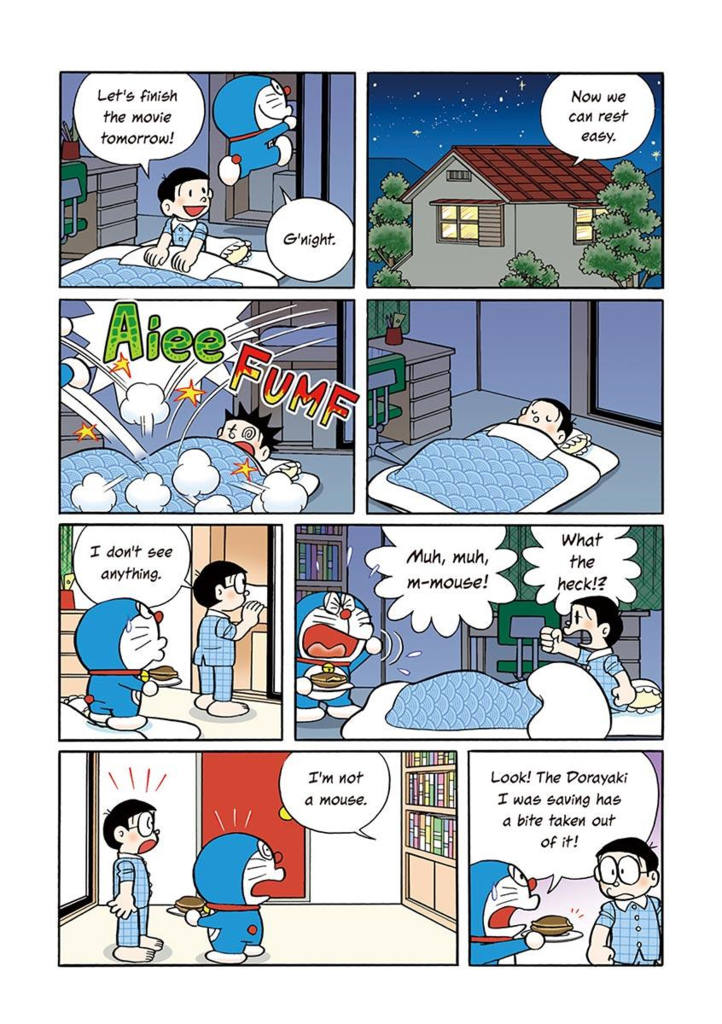 Now we
can rest
easy.
Let's finish
the movie
tomorrow!
G'night.
FUMF
Aiee
What
the
heck!?
Muh, muh,
m-mouse!
I don't see
anything.
Look! The Dorayaki
I was saving has
a bite taken out
of it!
I'm not
a mouse.